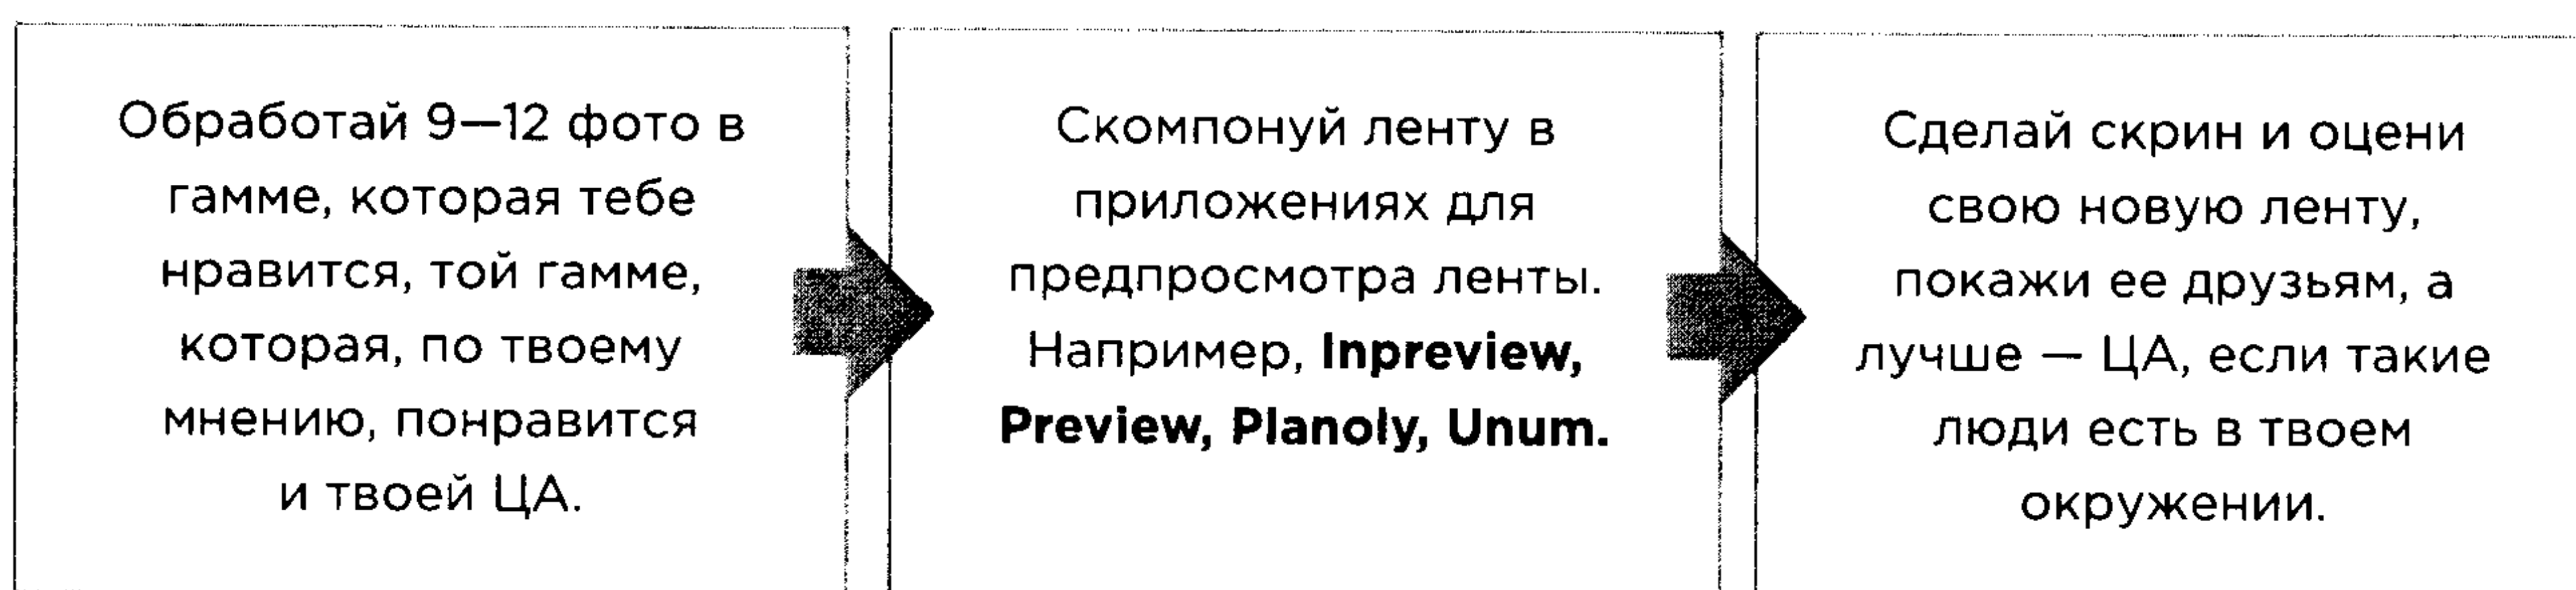 Обработай 9—12 фото в
гамме, которая тебе
нравится, той гамме,
которая, по твоему
мнению, понравится
и твоей ЦА.
Скомпонуй ленту в
приложениях для
предпросмотра ленты.
Например, Inpreview,
Preview, Planoly, Unum.
Сделай скрин и оцени
свою новую ленту,
покажи ее друзьям, а
лучше — ЦА, если такие
люди есть в твоем
окружении.